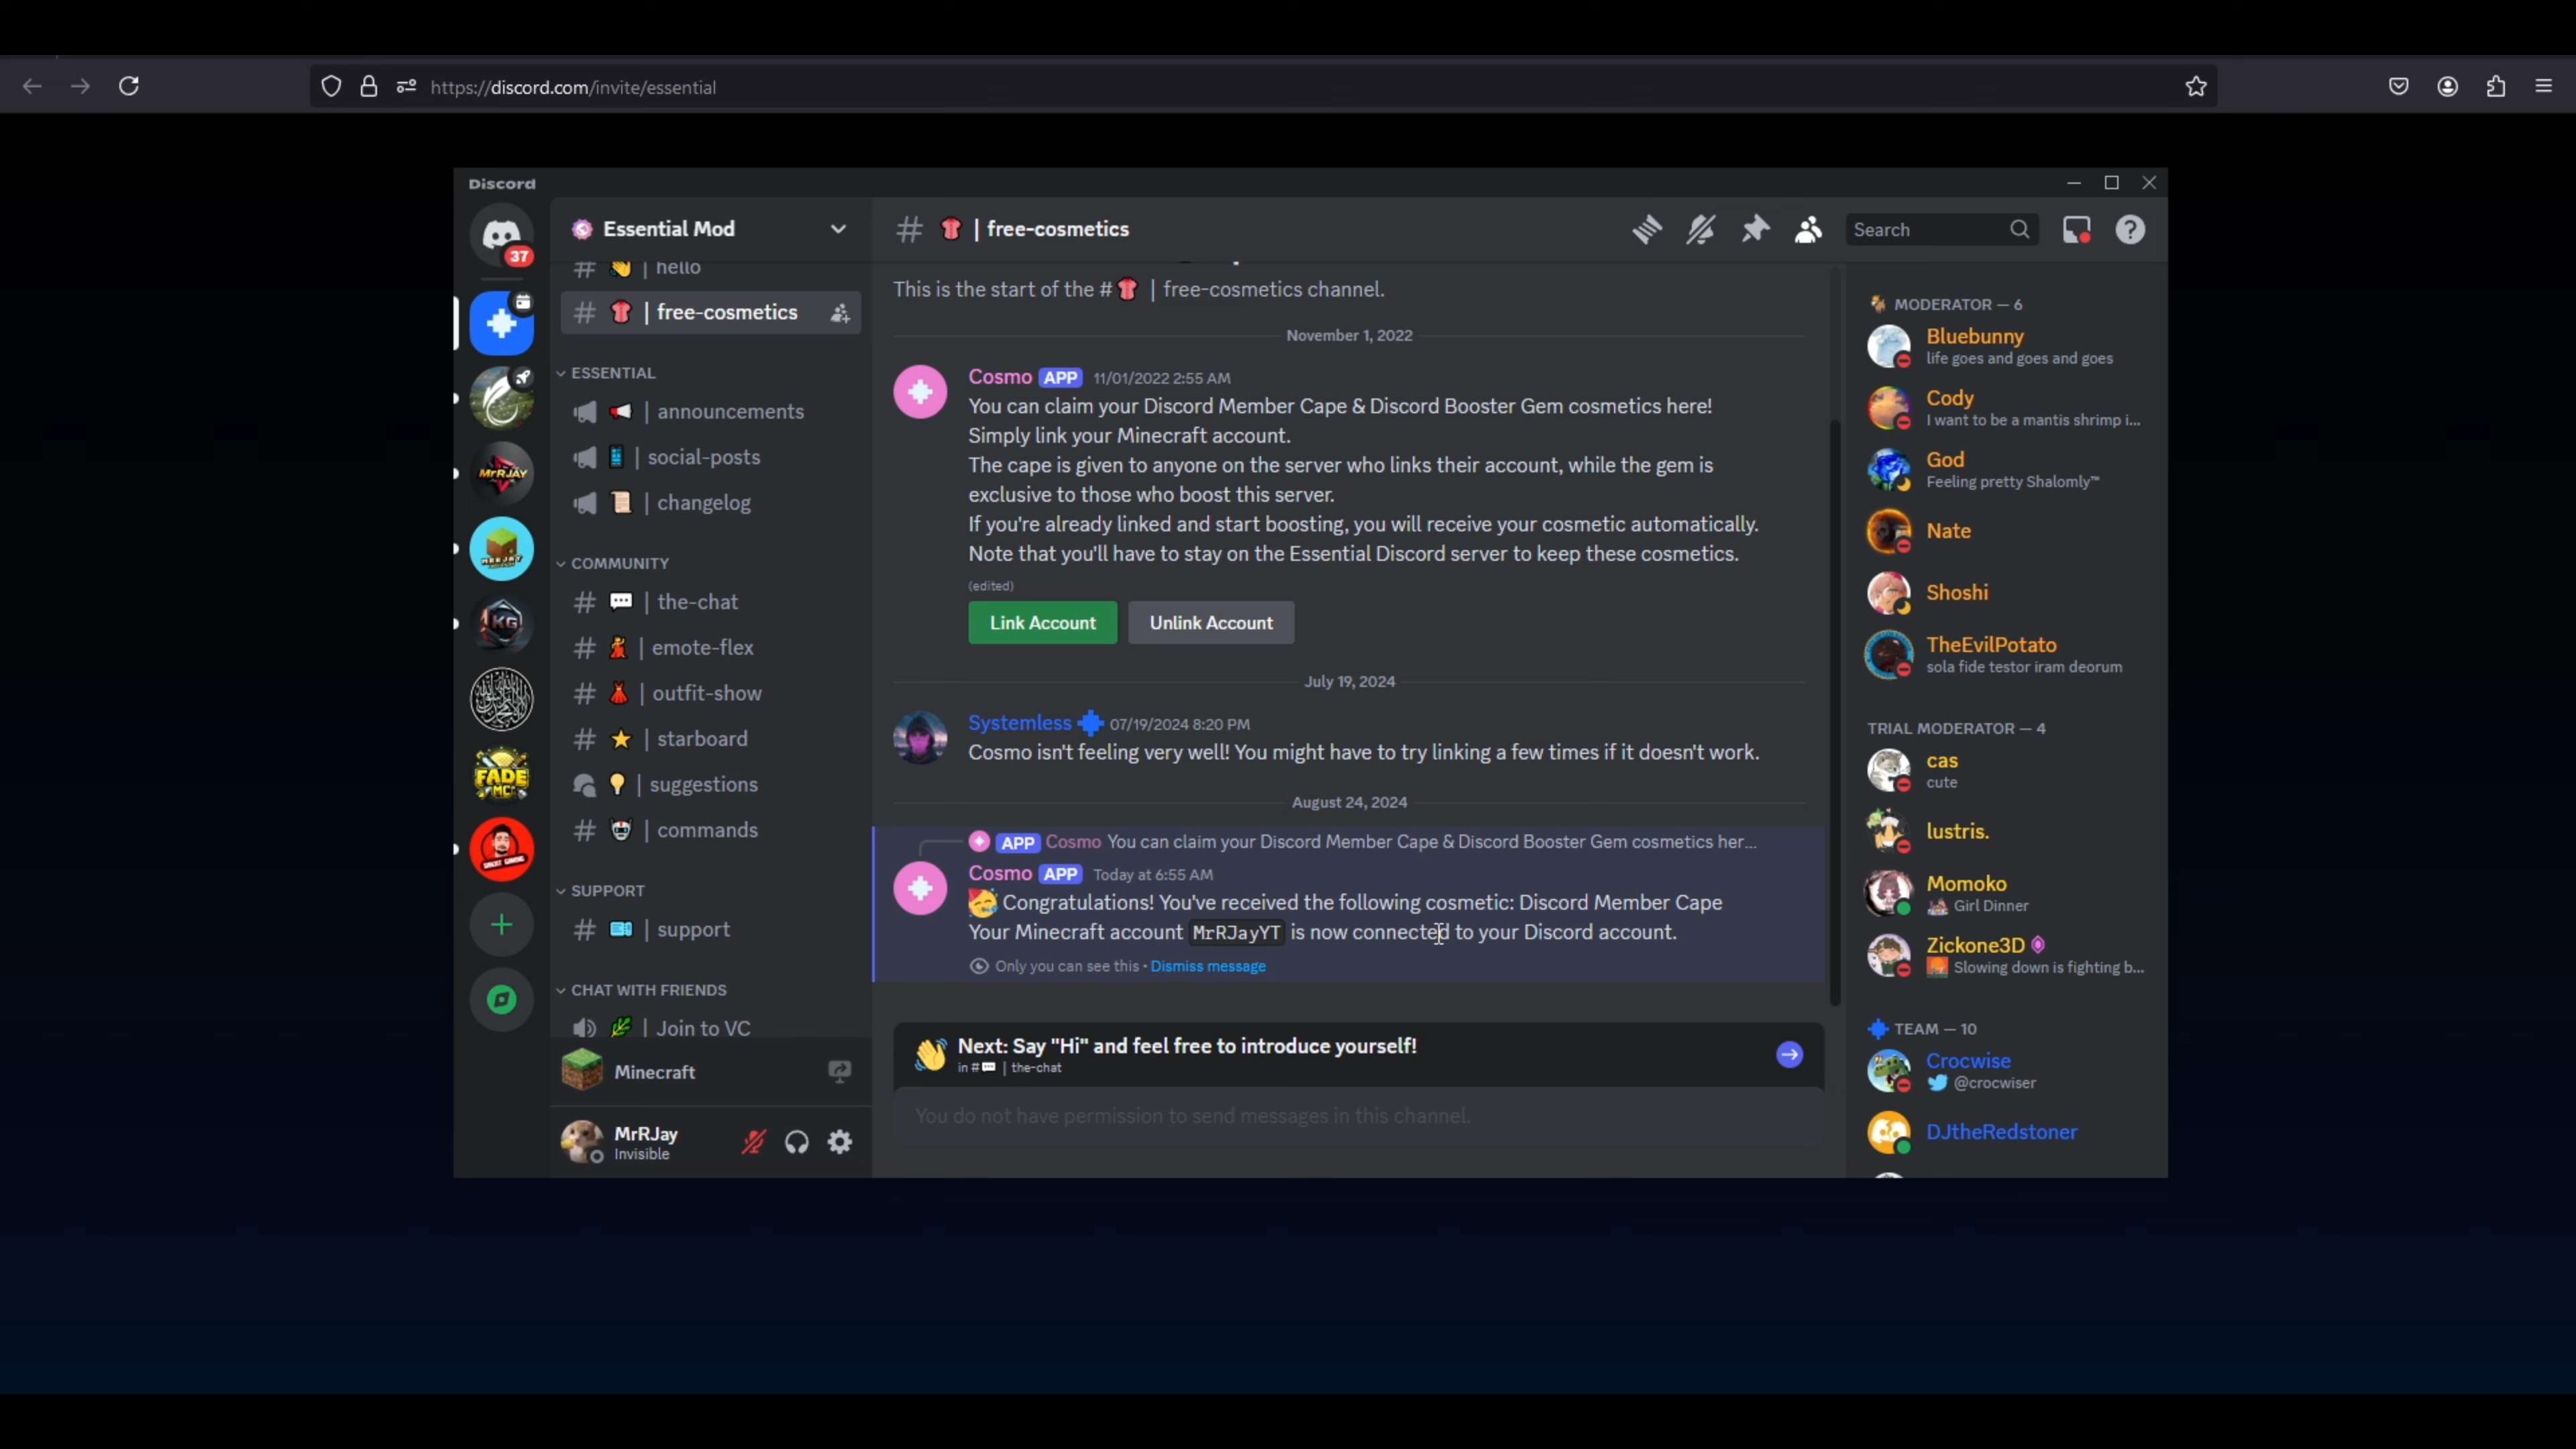 https://discord.com/invite/essential
Discord
37
Essential Mod
hello
| free-cosmetics
ESSENTIAL
| announcements
| social-posts
| changelog
COMMUNITY
| the-chat
| emote-flex
| outfit-show
| starboard
| suggestions
| commands
SUPPORT
| support
CHAT WITH FRIENDS
| Join to VC
Minecraft
MrRJay
Invisible
MrRJAY
MRRJAY
KG
FADE
MC
# | free-cosmetics
Search
This is the start of the # | free-cosmetics channel.
November 1, 2022
Cosmo APP 11/01/2022 2:55 AM
You can claim your Discord Member Cape & Discord Booster Gem cosmetics here!
Simply link your Minecraft account.
The cape is given to anyone on the server who links their account, while the gem is
exclusive to those who boost this server.
If you're already linked and start boosting, you will receive your cosmetic automatically.
Note that you'll have to stay on the Essential Discord server to keep these cosmetics.
(edited)
Link Account Unlink Account
July 19, 2024
Systemless 07/19/2024 8:20 PM
Cosmo isn't feeling very well! You might have to try linking a few times if it doesn't work.
August 24, 2024
APP Cosmo You can claim your Discord Member Cape & Discord Booster Gem cosmetics her...
Cosmo APP Today at 6:55 AM
Congratulations! You've received the following cosmetic: Discord Member Cape
Your Minecraft account MrRJayYT is now connected to your Discord account.
Only you can see this • Dismiss message
Next: Say "Hi" and feel free to introduce yourself!
in # | the-chat
You do not have permission to send messages in this channel.
MODERATOR — 6
Bluebunny
life goes and goes and goes
Cody
I want to be a mantis shrimp i...
God
Feeling pretty Shalomly™
Nate
Shoshi
TheEvilPotato
sola fide testor iram deorum
TRIAL MODERATOR — 4
cas
cute
lustris.
Momoko
Girl Dinner
Zickone3D
Slowing down is fighting b...
TEAM — 10
Crocwise
@crocwiser
DJtheRedstoner